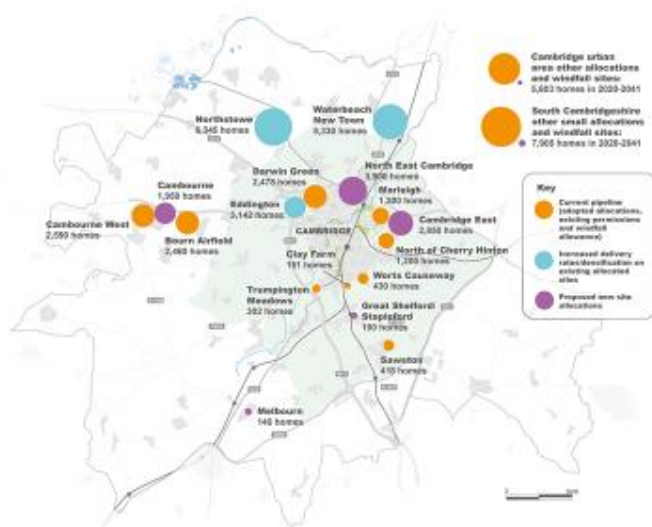 Cambridge urban
area other allocations
and windfall sites:
5,603 homes in 2020-2041
South Cambridgeshire
other small allocations
and windfall sites:
7,905 homes in 2020-2041
Northstowe
6,345 homes
Waterbeach
New Town
6,330 homes
Darwin Green
2,478 homes
North East Cambridge
3,900 homes
Marleigh
1,300 homes
Eddington
3,142 homes
Cambourne
1,950 homes
Cambourne West
2,590 homes
Bourn Airfield
2,460 homes
CAMBRIDGE
Cambridge East
2,850 homes
North of Cherry Hinton
1,200 homes
Clay Farm
homes
Worts Causeway
430 homes
Trumpington
Meadows
homes
Great Shelford
Stapleford
homes
Sawston
homes
Melbourn
homes
Key
Current pipeline
(adopted allocations,
existing permissions
and windfall
allowance)
Increased delivery
rates/densification on
existing allocated
sites
Proposed new site
allocations